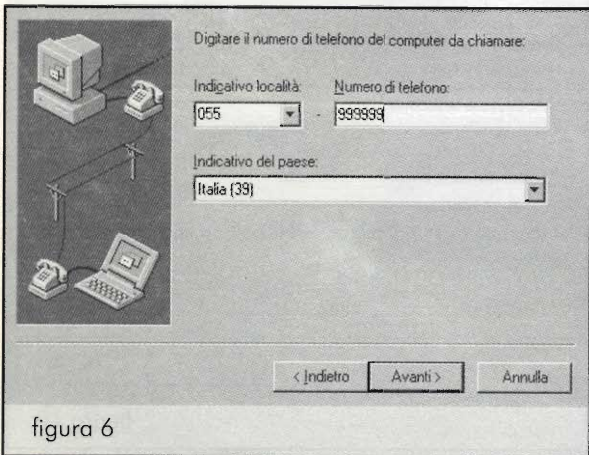 Digitare il numero di telefono del computer da chiamare:
Indicativo località:
Numero di telefono:
055
-
999999
Indicativo del paese:
Italia (39)
< Indietro
Avanti >
Annulla
figura 6